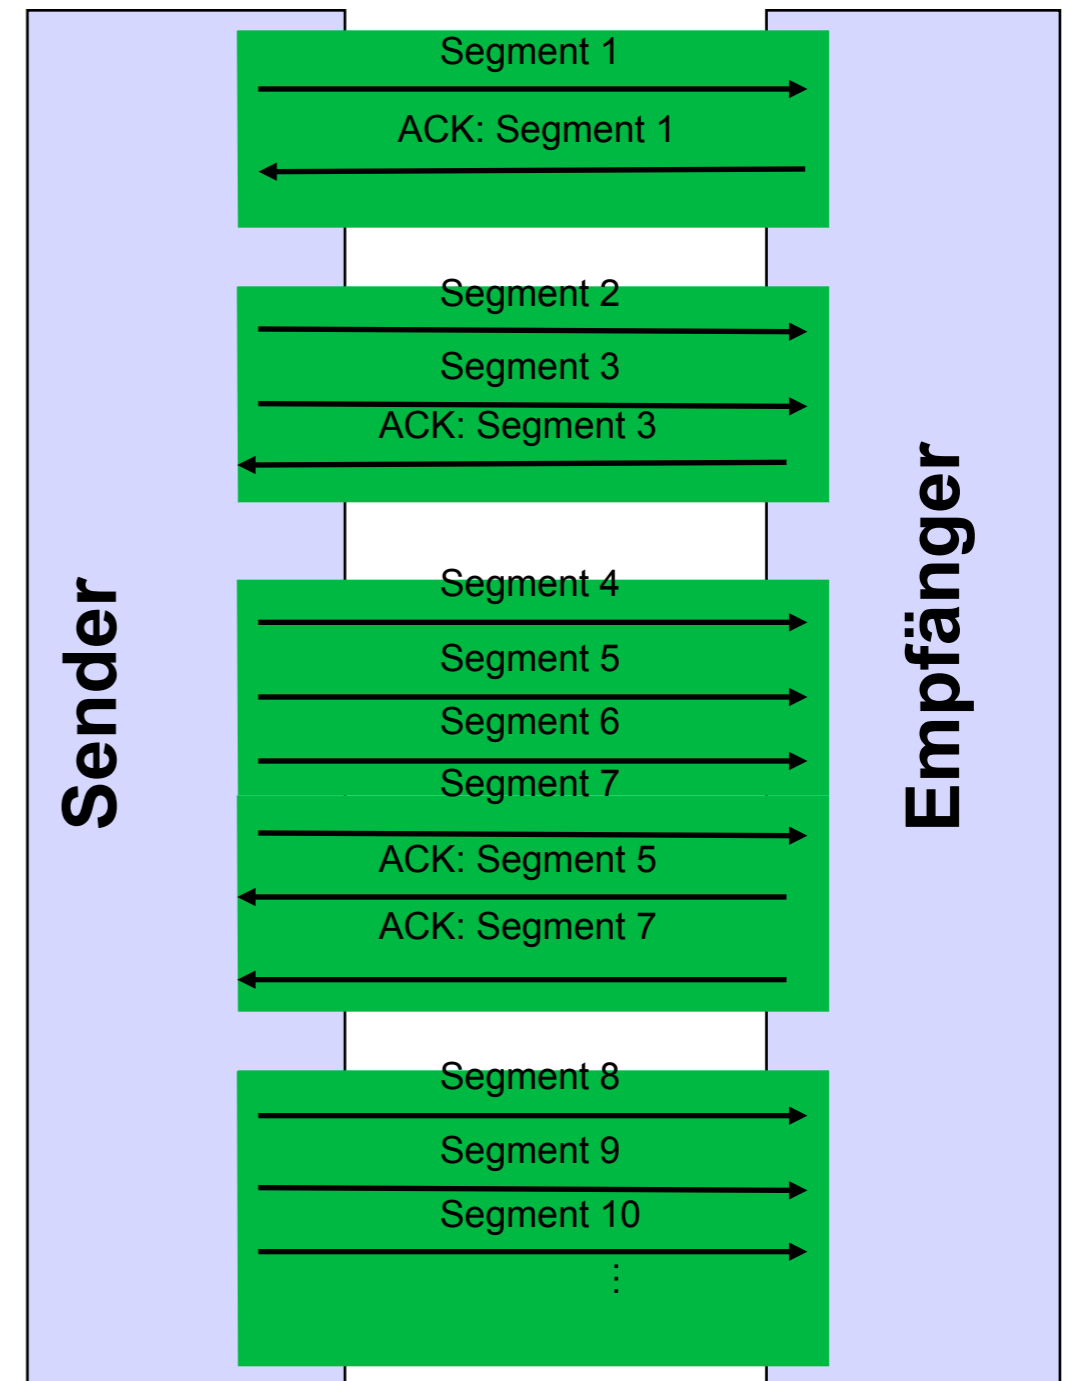 Segment 1
ACK: Segment 1
Segment 2
Segment 3
ACK: Segment 3
Segment 4
Segment 5
Segment 6
Segment 7
ACK: Segment 5
ACK: Segment 7
Segment 8
Segment 9
Segment 10
⋮
Sender
Empfänger